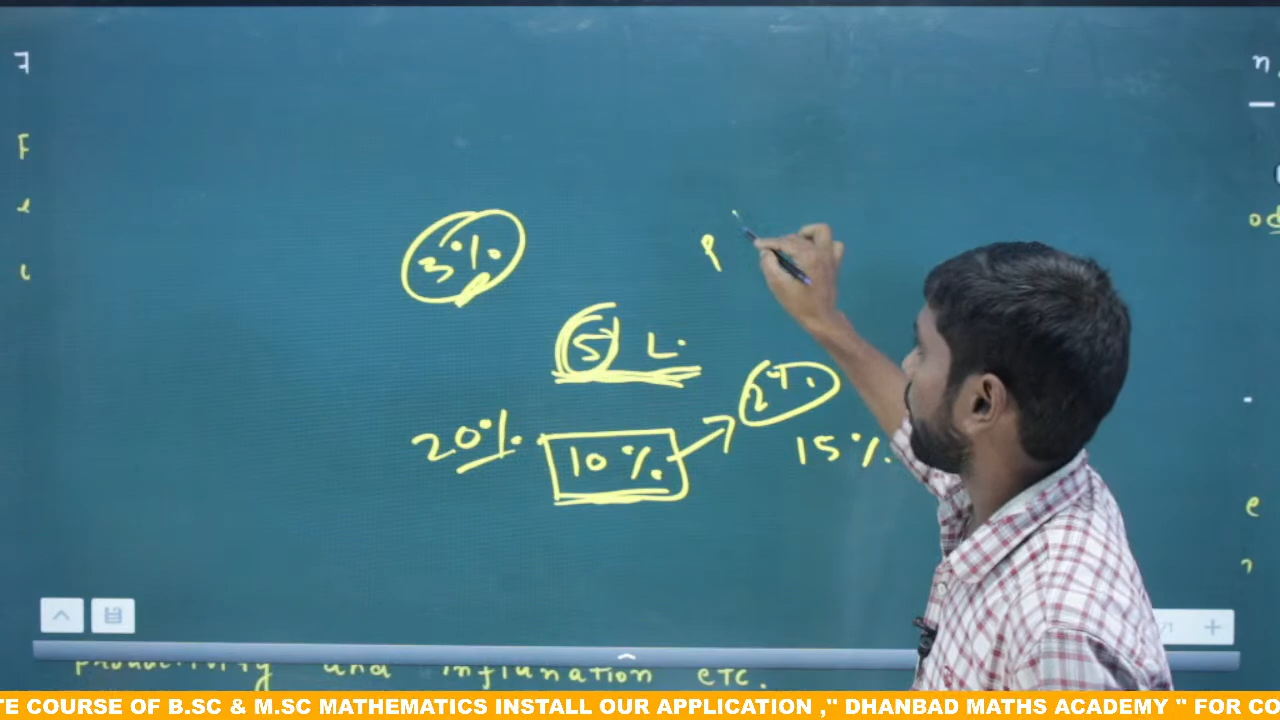 3%
5 L.
2%
20%
10%
15%
productivity and influnation etc.
TE COURSE OF B.SC & M.SC MATHEMATICS INSTALL OUR APPLICATION ," DHANBAD MATHS ACADEMY " FOR CO